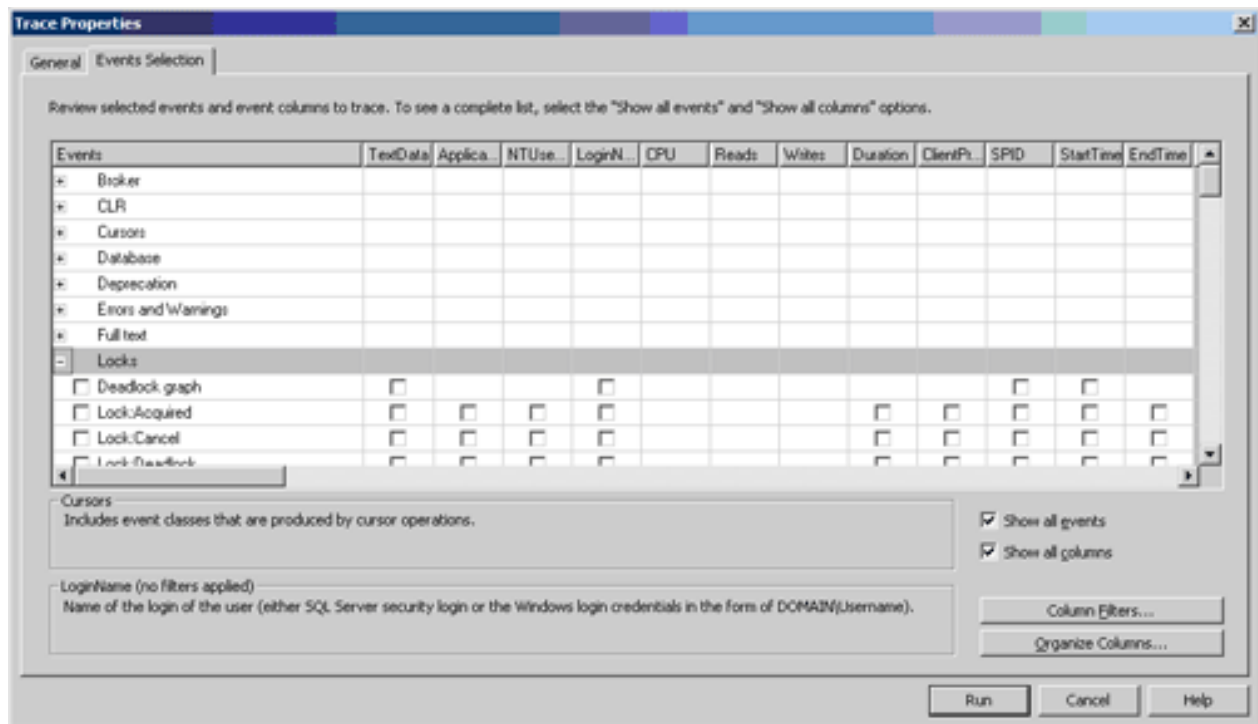 Trace Properties
General Events Selection
Review selected events and event columns to trace. To see a complete list, select the "Show all events" and "Show all columns" options.
Events TextData Applica... NTUse... LoginN... CPU Reads Writes Duration ClientPr... SPID StartTime EndTime
Broker
CLR
Cursors
Database
Deprecation
Errors and Warnings
Full text
Locks
Deadlock graph
Lock:Acquired
Lock:Cancel
Lock:Deadlock
Cursors
Includes event classes that are produced by cursor operations.
Show all events
Show all columns
LoginName (no filters applied)
Name of the login of the user (either SQL Server security login or the Windows login credentials in the form of DOMAIN\Username).
Column Filters...
Organize Columns...
Run Cancel Help